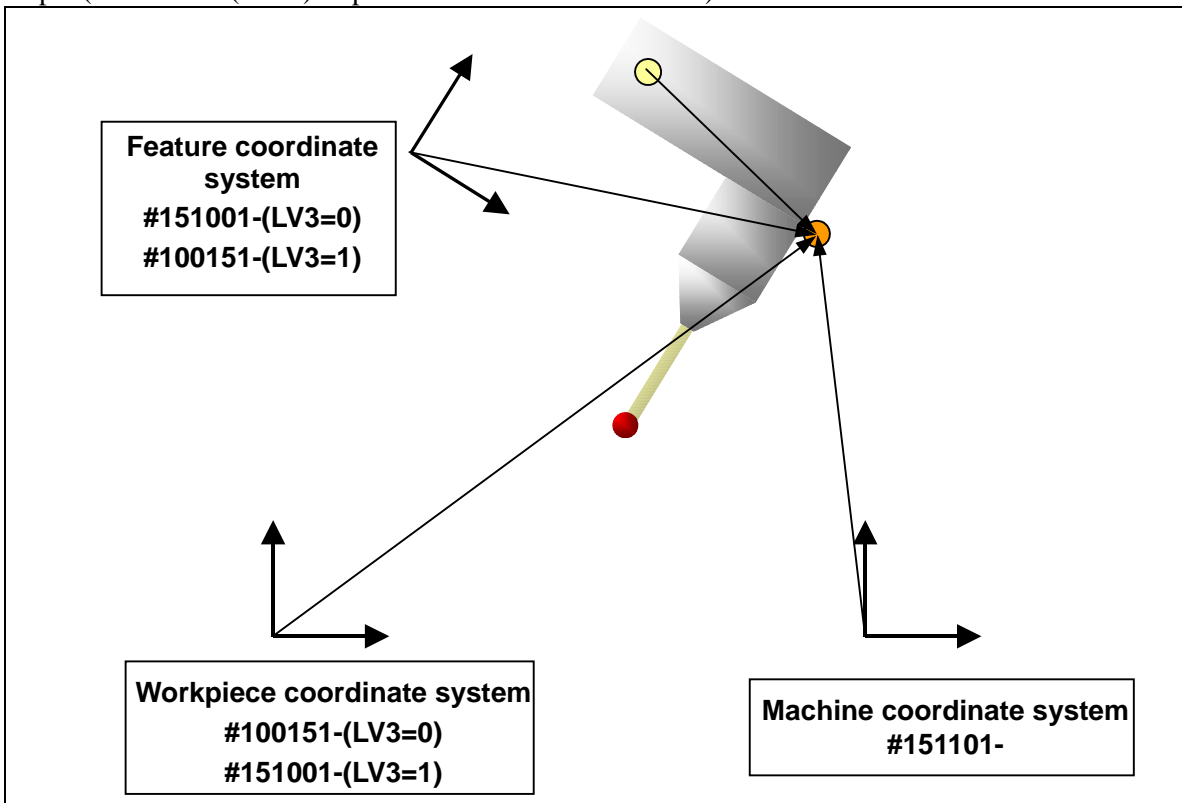 Feature coordinate
system
#151001-(LV3=0)
#100151-(LV3=1)
Workpiece coordinate system
#100151-(LV3=0)
#151001-(LV3=1)
Machine coordinate system
#151101-